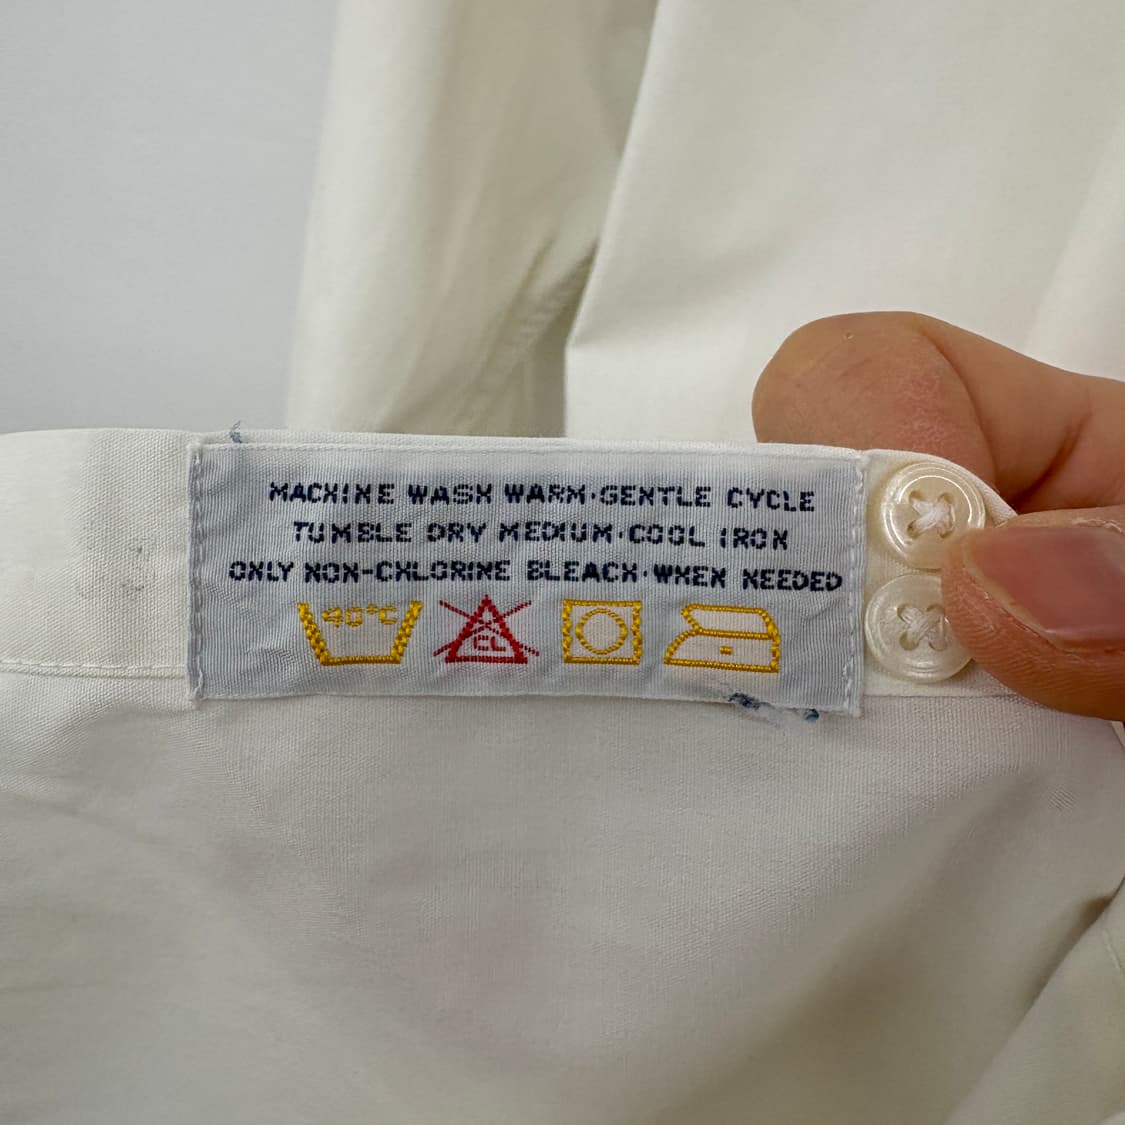 MACHINE WASH WARM·GENTLE CYCLE
TUMBLE DRY MEDIUM·COOL IRON
ONLY NON-CHLORINE BLEACH·WHEN NEEDED
40°C CL